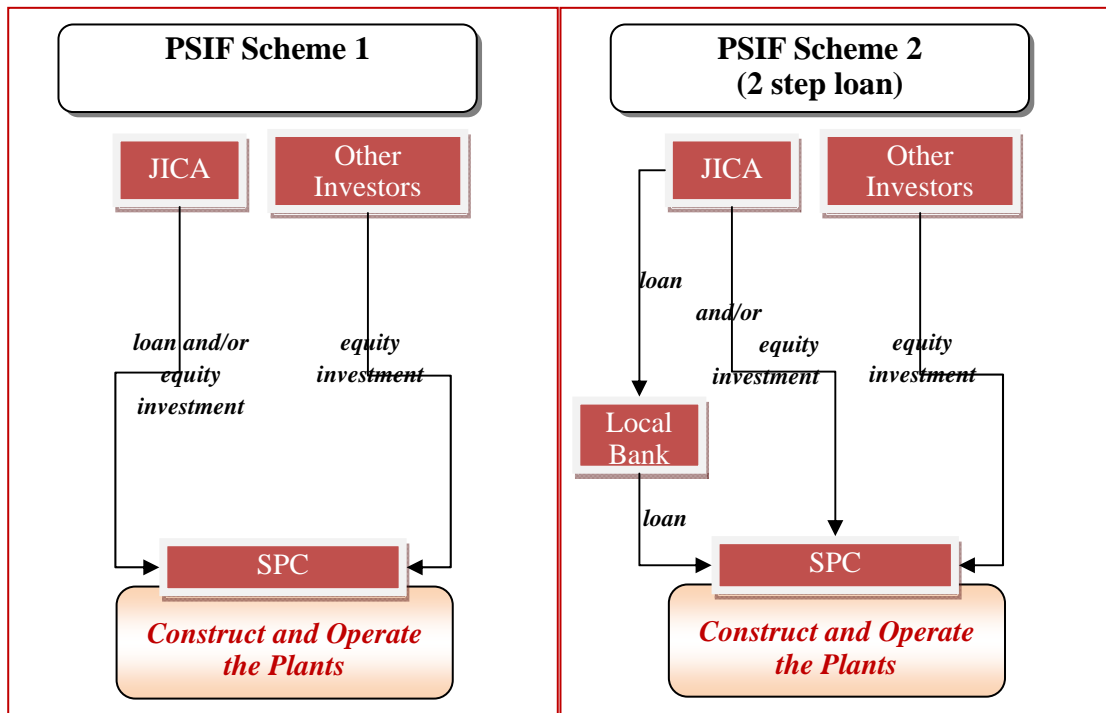 PSIF Scheme 1
JICA
Other
Investors
loan and/or
equity
investment
equity
investment
SPC
Construct and Operate
the Plants
PSIF Scheme 2
(2 step loan)
JICA
Other
Investors
loan
and/or
equity
investment
equity
investment
Local
Bank
loan
SPC
Construct and Operate
the Plants